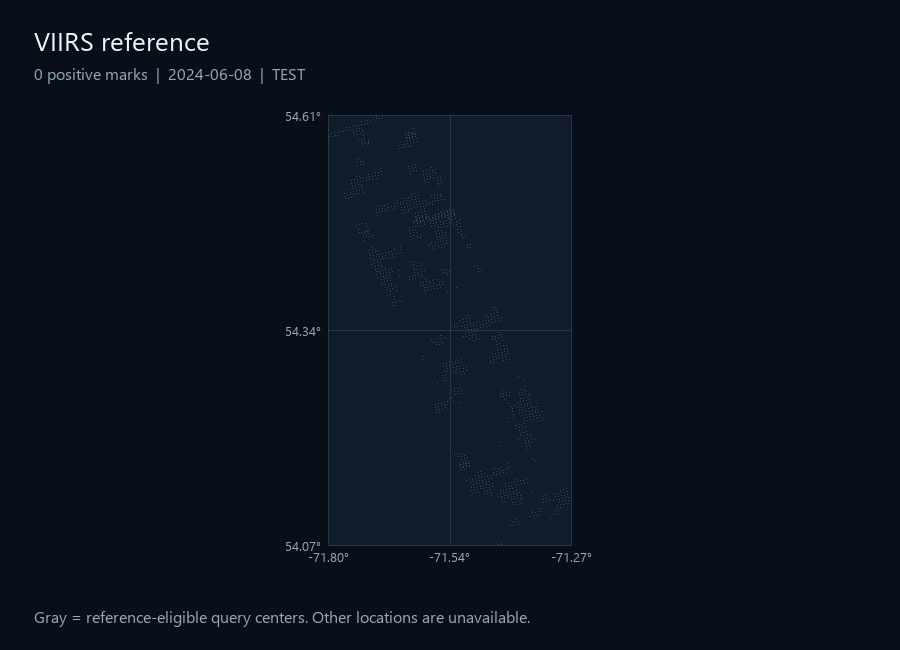 VIIRS reference
0 positive marks | 2024-06-08 | TEST
54.61°
54.34°
54.07°
-71.80° -71.54° -71.27°
Gray = reference-eligible query centers. Other locations are unavailable.